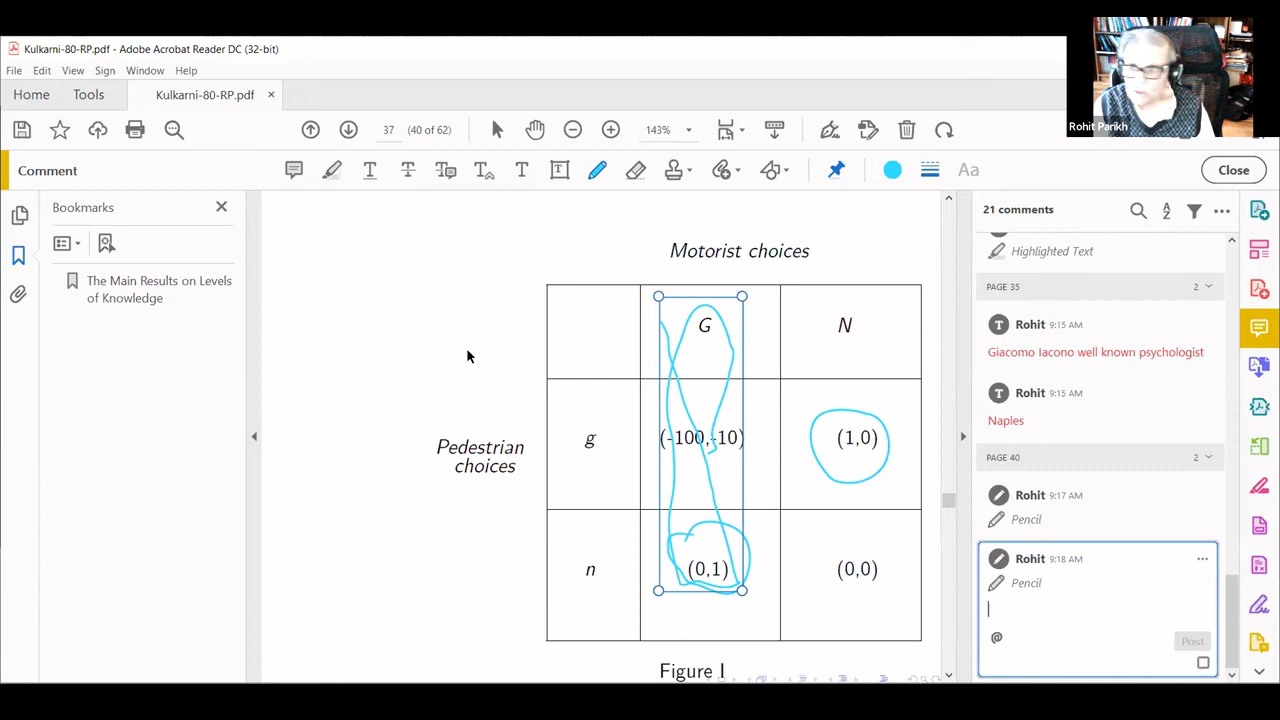 Kulkarni-80-RP.pdf - Adobe Acrobat Reader DC (32-bit)
File Edit View Sign Window Help
Home Tools Kulkarni-80-RP.pdf ×
37 (40 of 62) 143%
Rohit Parikh
Comment
Close
Bookmarks
The Main Results on Levels
of Knowledge
Motorist choices
G N
Pedestrian
choices
g (-100,-10) (1,0)
n (0,1) (0,0)
Figure I
21 comments
Highlighted Text
PAGE 35 2
Rohit 9:15 AM
Giacomo Iacono well known psychologist
Rohit 9:15 AM
Naples
PAGE 40 2
Rohit 9:17 AM
Pencil
Rohit 9:18 AM
Pencil
@
Post